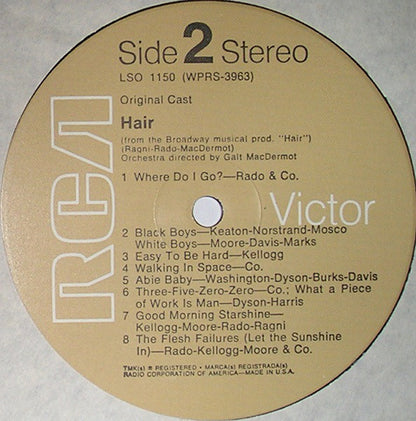 Side 2 Stereo
LSO 1150 (WPRS-3963)
Original Cast
Hair
(from the Broadway musical prod. "Hair")
(Ragni-Rado-MacDermot)
Orchestra directed by Galt MacDermot
1 Where Do I Go?—Rado & Co.
RCA Victor
2 Black Boys—Keaton-Norstrand-Mosco
White Boys—Moore-Davis-Marks
3 Easy To Be Hard—Kellogg
4 Walking In Space—Co.
5 Abie Baby—Washington-Dyson-Burks-Davis
6 Three-Five-Zero-Zero—Co.; What a Piece
of Work Is Man—Dyson-Harris
7 Good Morning Starshine—
Kellogg-Moore-Rado-Ragni
8 The Flesh Failures (Let the Sunshine
In)—Rado-Kellogg-Moore & Co.
TMK(s) ® REGISTERED • MARCA(s) REGISTRADA(s)
RADIO CORPORATION OF AMERICA—MADE IN U.S.A.